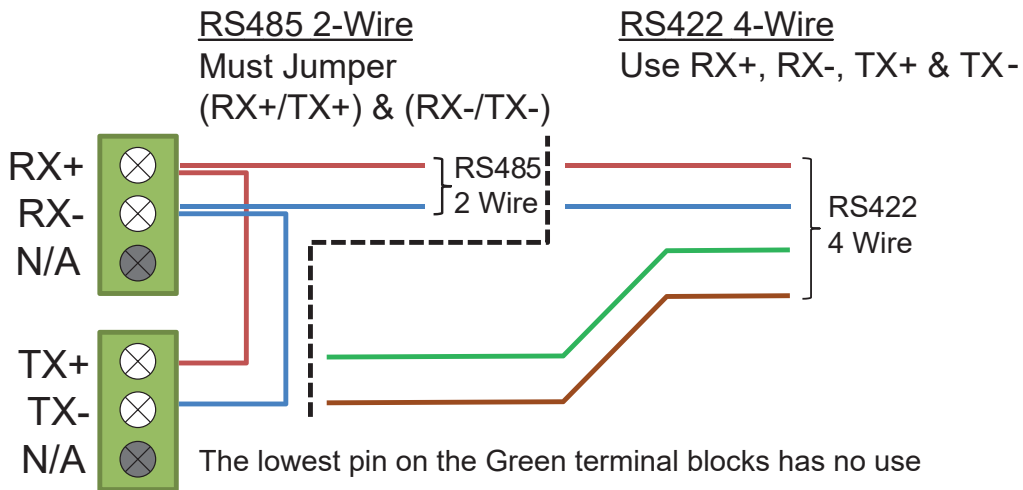 RS485 2-Wire
Must Jumper
(RX+/TX+) & (RX-/TX-)
RS422 4-Wire
Use RX+, RX-, TX+ & TX-
RX+
RX-
N/A
RS485
2 Wire
RS422
4 Wire
TX+
TX-
N/A
The lowest pin on the Green terminal blocks has no use